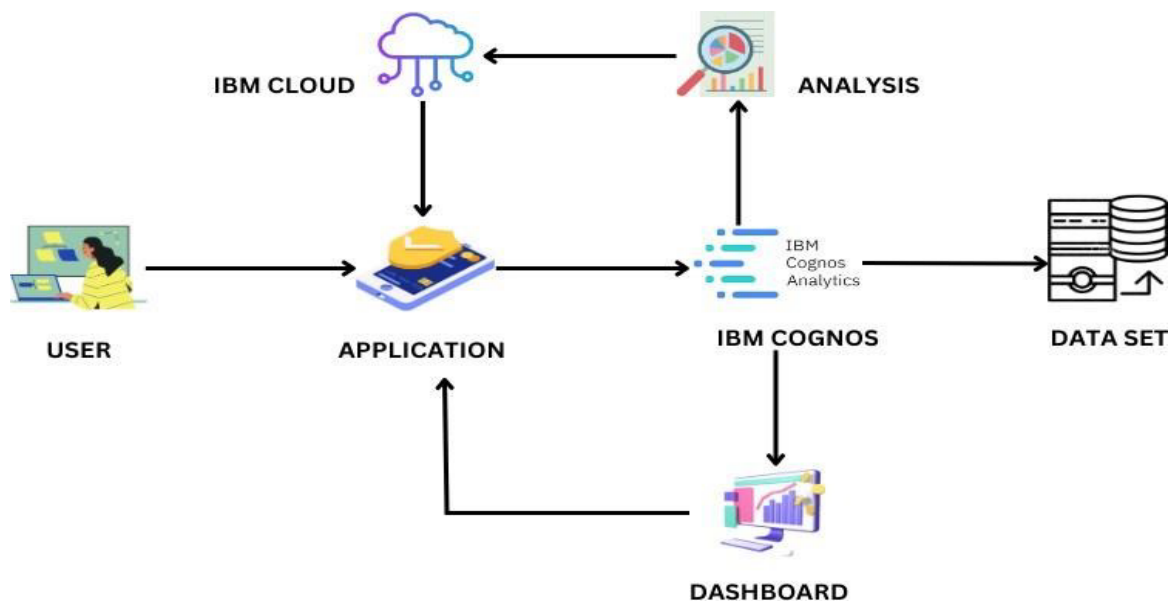 IBM CLOUD
ANALYSIS
IBM
Cognos
Analytics
USER
APPLICATION
IBM COGNOS
DATA SET
DASHBOARD